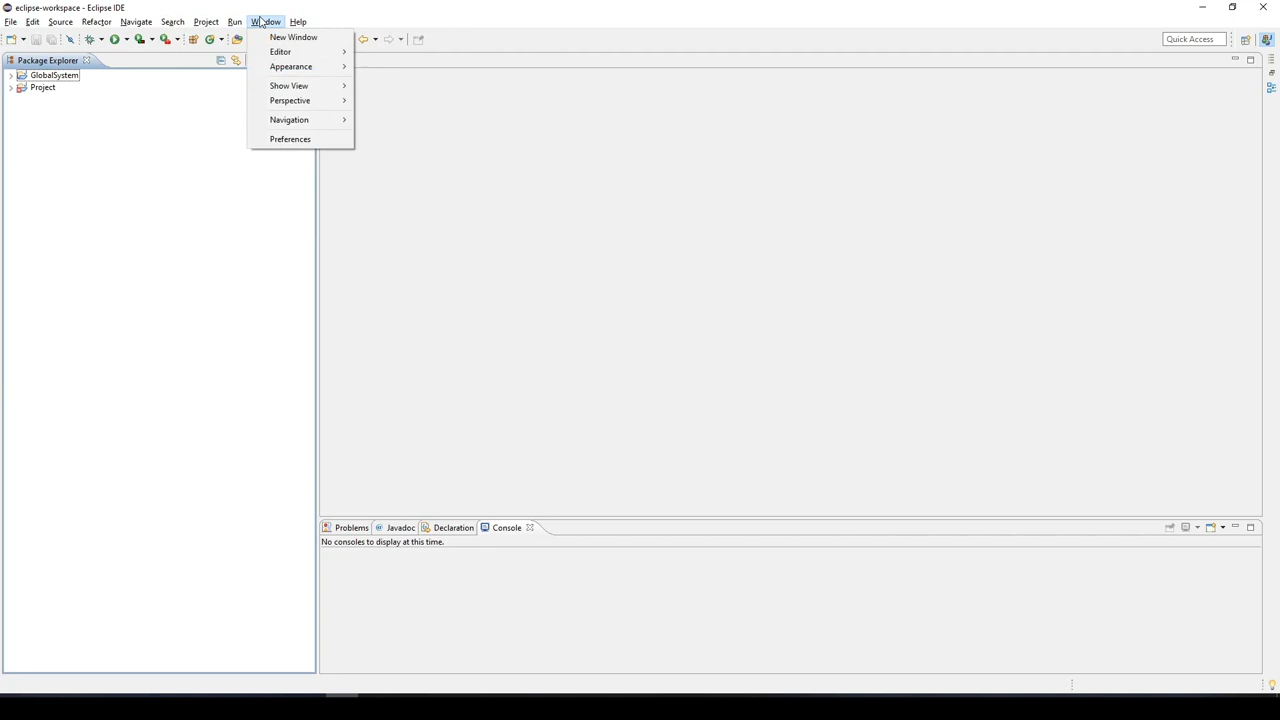 eclipse-workspace - Eclipse IDE
File Edit Source Refactor Navigate Search Project Run Window Help
Quick Access
New Window
Editor
Appearance
Show View
Perspective
Navigation
Preferences
Package Explorer
GlobalSystem
Project
Problems Javadoc Declaration Console
No consoles to display at this time.